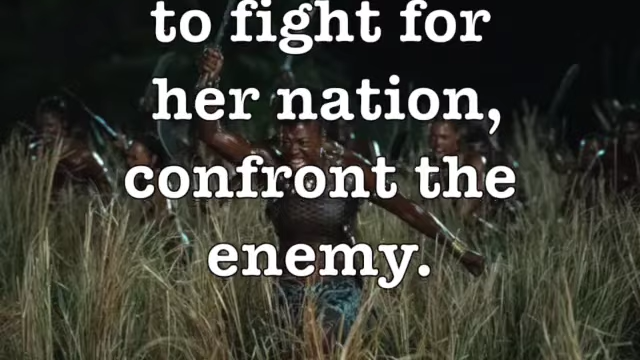 to fight for
her nation,
confront the
enemy.